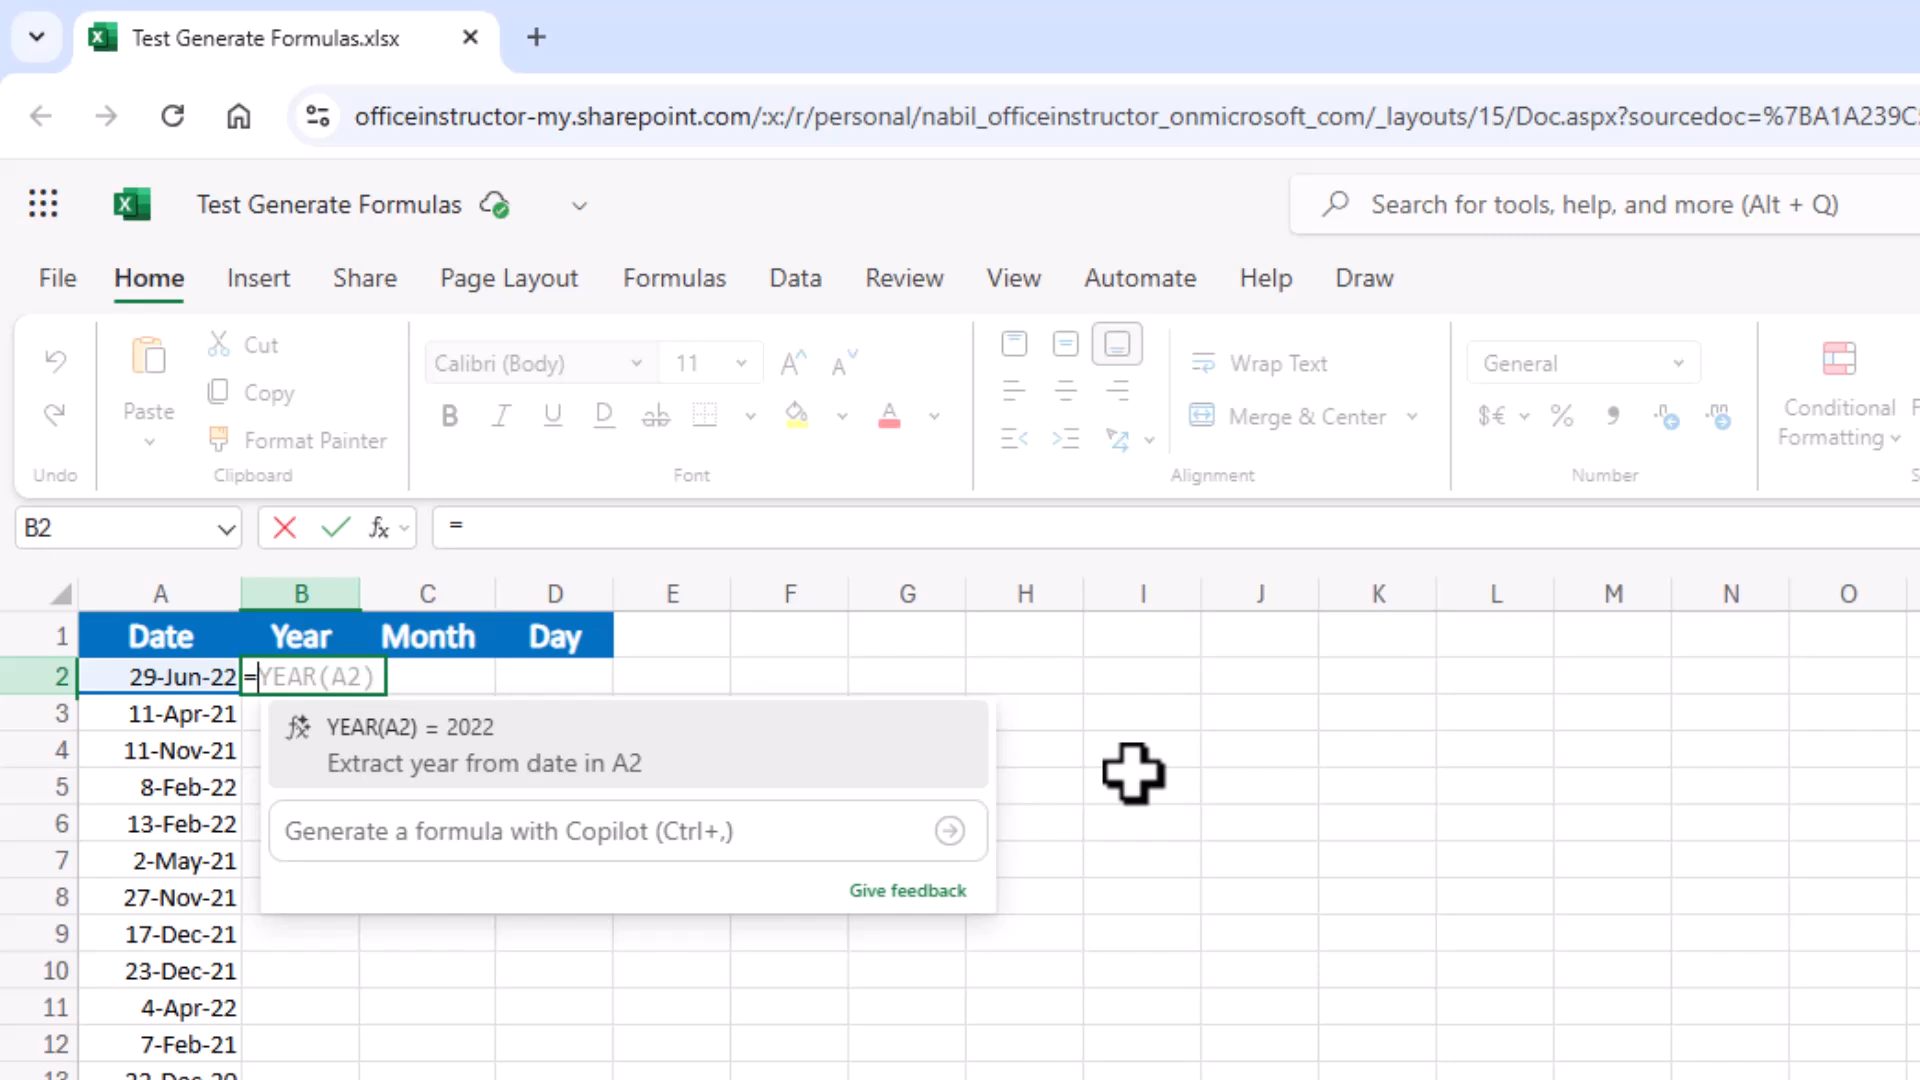 Test Generate Formulas.xlsx
officeinstructor-my.sharepoint.com/:x:/r/personal/nabil_officeinstructor_onmicrosoft_com/_layouts/15/Doc.aspx?sourcedoc=%7BA1A239C
Test Generate Formulas
Search for tools, help, and more (Alt + Q)
File Home Insert Share Page Layout Formulas Data Review View Automate Help Draw
Paste
Cut
Copy
Format Painter
Calibri (Body) 11
Wrap Text
Merge & Center
General
Conditional
Formatting
Undo Clipboard Font Alignment Number
B2 fx =
A B C D E F G H I J K L M N O
1 Date Year Month Day
2 29-Jun-22 =YEAR(A2)
3 11-Apr-21
YEAR(A2) = 2022
4 11-Nov-21
Extract year from date in A2
5 8-Feb-22
6 13-Feb-22
Generate a formula with Copilot (Ctrl+,)
7 2-May-21
8 27-Nov-21
Give feedback
9 17-Dec-21
10 23-Dec-21
11 4-Apr-22
12 7-Feb-21